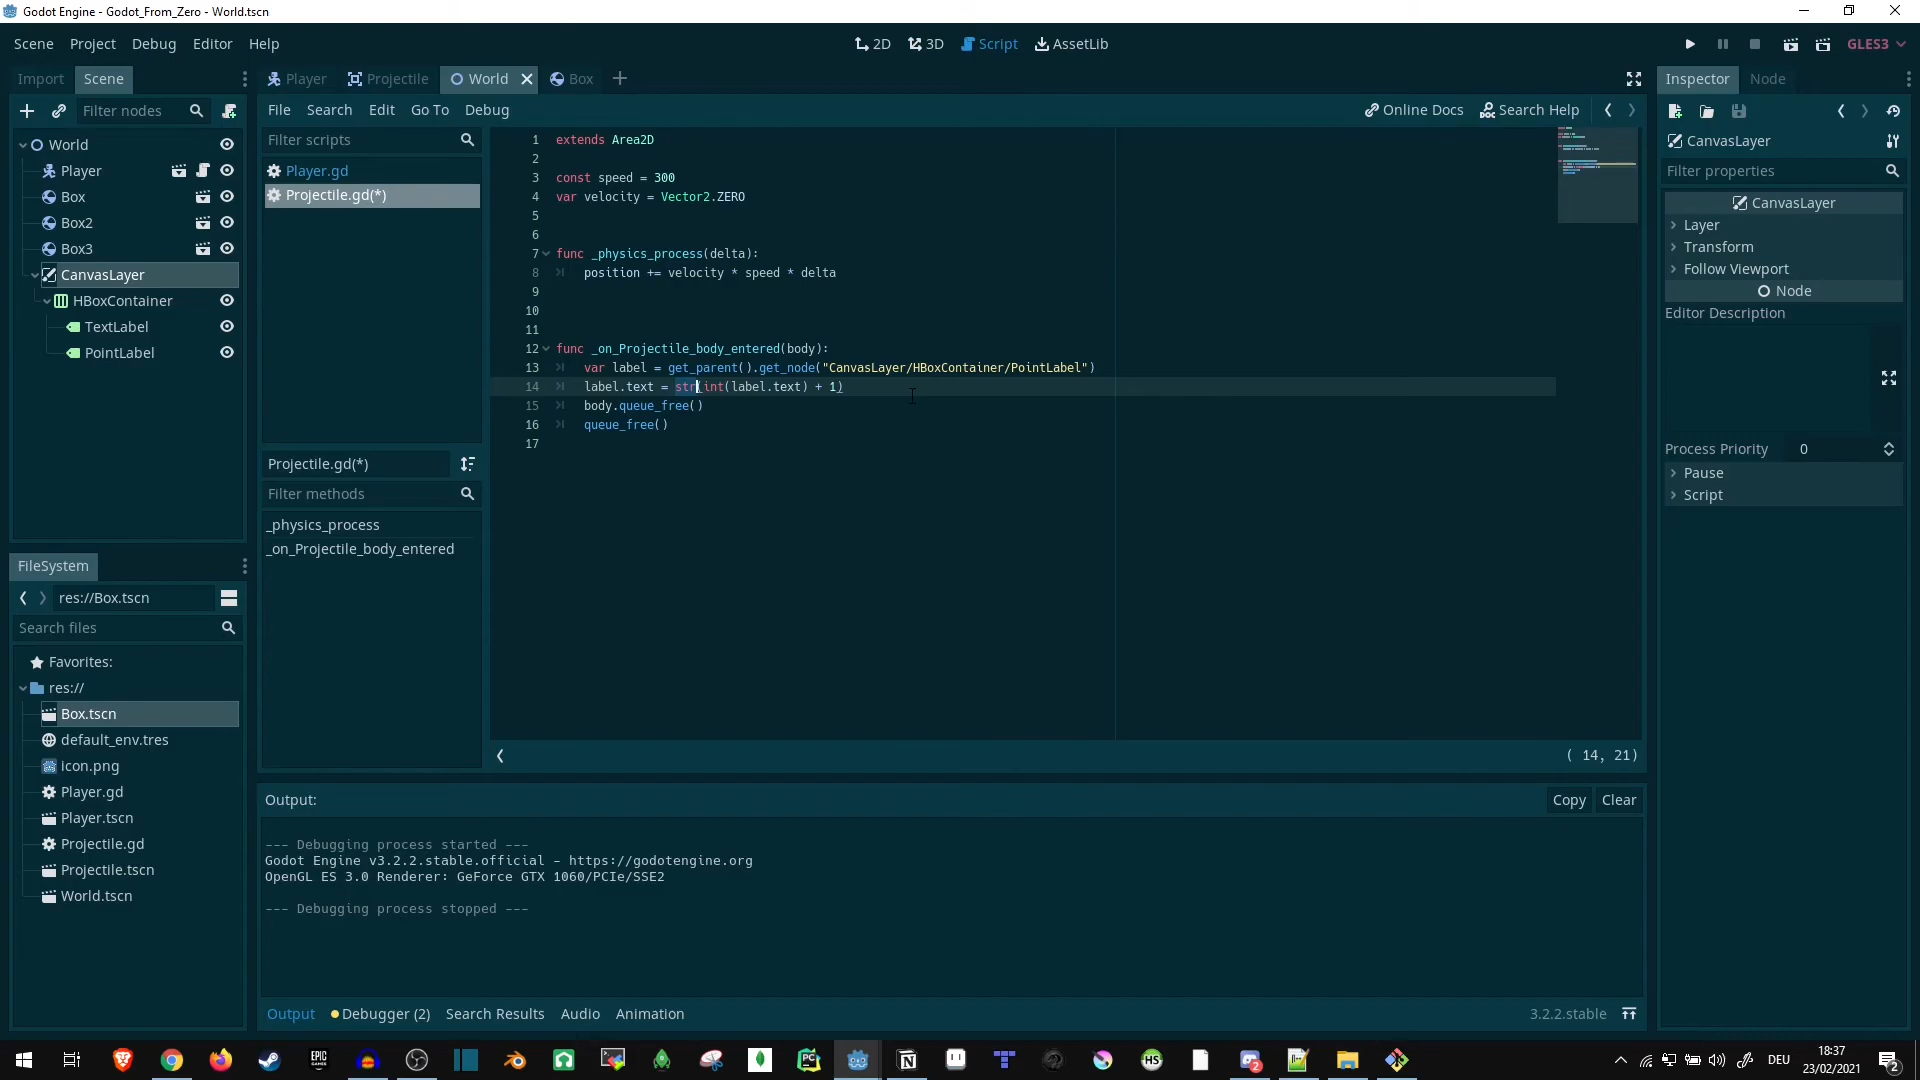 Godot Engine - Godot_From_Zero - World.tscn
Scene Project Debug Editor Help
2D 3D Script AssetLib
GLES3
Import Scene
Player Projectile World Box
Inspector Node
Filter nodes
File Search Edit Go To Debug
Online Docs Search Help
World
Player
Box
Box2
Box3
CanvasLayer
HBoxContainer
TextLabel
PointLabel
Filter scripts
Player.gd
Projectile.gd(*)
Projectile.gd(*)
Filter methods
_physics_process
_on_Projectile_body_entered
1 extends Area2D
2
3 const speed = 300
4 var velocity = Vector2.ZERO
5
6
7 func _physics_process(delta):
8 position += velocity * speed * delta
9
10
11
12 func _on_Projectile_body_entered(body):
13 var label = get_parent().get_node("CanvasLayer/HBoxContainer/PointLabel")
14 label.text = str(int(label.text) + 1)
15 body.queue_free()
16 queue_free()
17
( 14, 21)
CanvasLayer
Filter properties
CanvasLayer
Layer
Transform
Follow Viewport
Node
Editor Description
Process Priority 0
Pause
Script
FileSystem
res://Box.tscn
Search files
Favorites:
res://
Box.tscn
default_env.tres
icon.png
Player.gd
Player.tscn
Projectile.gd
Projectile.tscn
World.tscn
Output:
Copy Clear
--- Debugging process started ---
Godot Engine v3.2.2.stable.official - https://godotengine.org
OpenGL ES 3.0 Renderer: GeForce GTX 1060/PCIe/SSE2
--- Debugging process stopped ---
Output Debugger (2) Search Results Audio Animation
3.2.2.stable
EPIC GAMES
PC
HS
2
DEU
18:37
23/02/2021
2